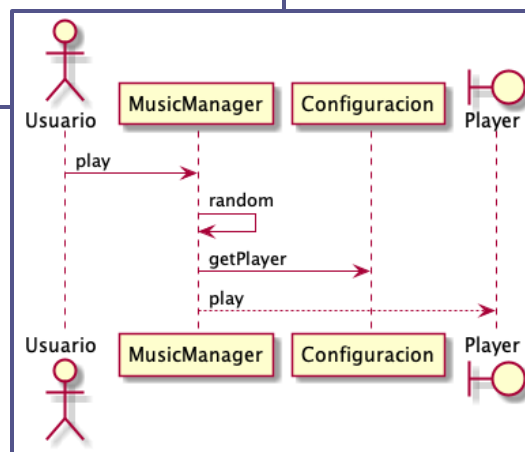 Usuario
MusicManager
Configuracion
Player
play
random
getPlayer
play
Usuario
MusicManager
Configuracion
Player